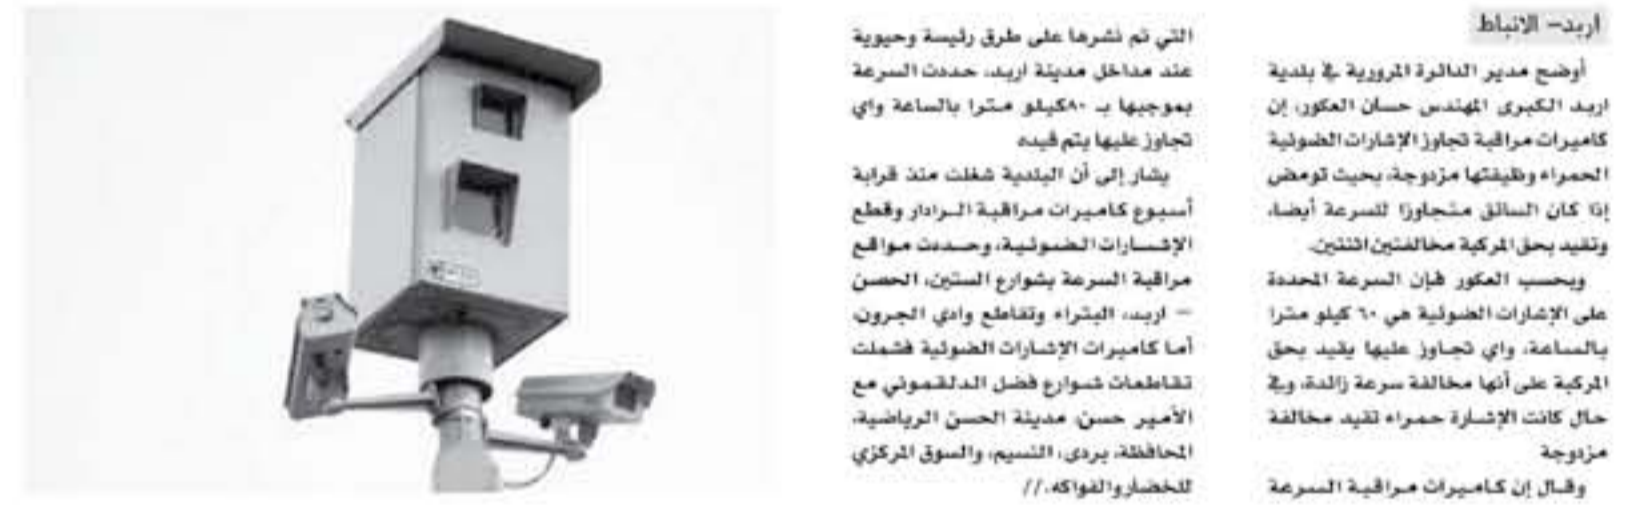 اربد– الانباط
أوضح مدير الدائرة المرورية في بلدية
اربد الكبرى المهندس حسان العكور، إن
كاميرات مراقبة تجاوز الإشارات الضوئية
الحمراء وظيفتها مزدوجة، بحيث تومض
إذا كان السائق متجاوزا للسرعة أيضا،
وتقيد بحق المركبة مخالفتين اثنتين.
وبحسب العكور فإن السرعة المحددة
على الإشارات الضوئية هي ٦٠ كيلو مترا
بالساعة، واي تجاوز عليها يقيد بحق
المركبة على أنها مخالفة سرعة زائدة، وفي
حال كانت الإشارة حمراء تقيد مخالفة
مزدوجة
وقال إن كاميرات مراقبة السرعة
التي تم نشرها على طرق رئيسة وحيوية
عند مداخل مدينة اربد، حددت السرعة
بموجبها بـ ٨٠كيلو مترا بالساعة واي
تجاوز عليها يتم قيده
يشار إلى أن البلدية شغلت منذ قرابة
أسبوع كاميرات مراقبة الرادار وقطع
الإشارات الضوئية، وحددت مواقع
مراقبة السرعة بشوارع الستين، الحصن
– اربد، البتراء وتقاطع وادي الجرون،
أما كاميرات الإشارات الضوئية فشملت
تقاطعات شوارع فضل الدلقموني مع
الأمير حسن، مدينة الحسن الرياضية،
المحافظة، بردى، النسيم، والسوق المركزي
للخضار والفواكه.//